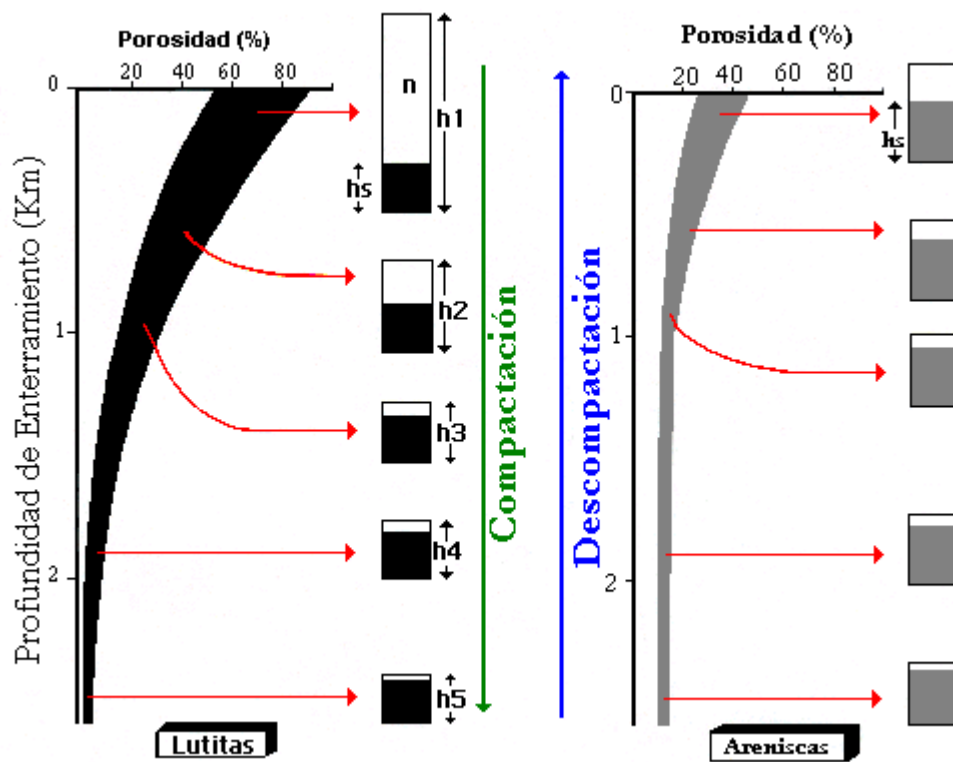 Porosidad (%)
20 40 60 80
0
1
2
Profundidad de Enterramiento (Km)
n
h1
hs
h2
h3
h4
h5
Lutitas
Compactación
Descompactación
Porosidad (%)
20 40 60 80
0
1
2
hs
Areniscas